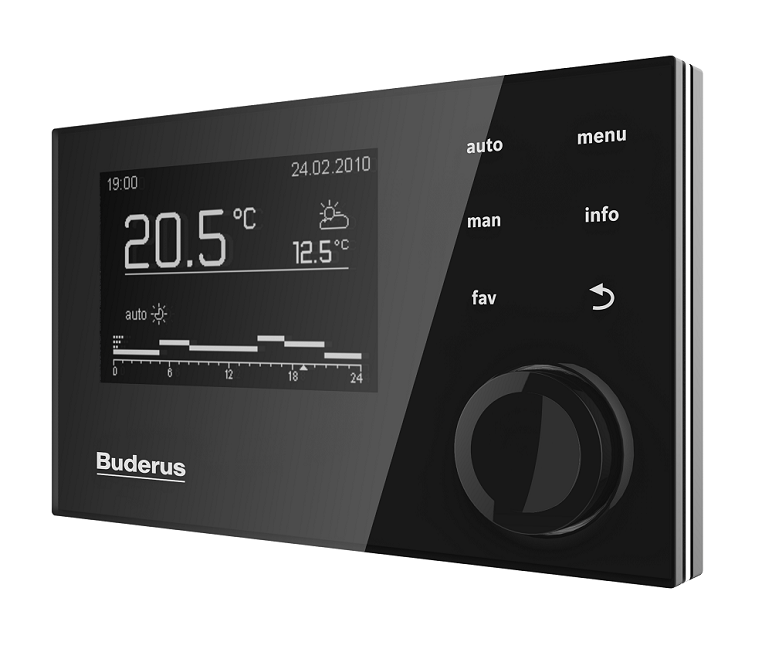 19:00 24.02.2010
20.5 °C
12.5 °C
auto
0 6 12 18 24
Buderus
auto menu
man info
fav